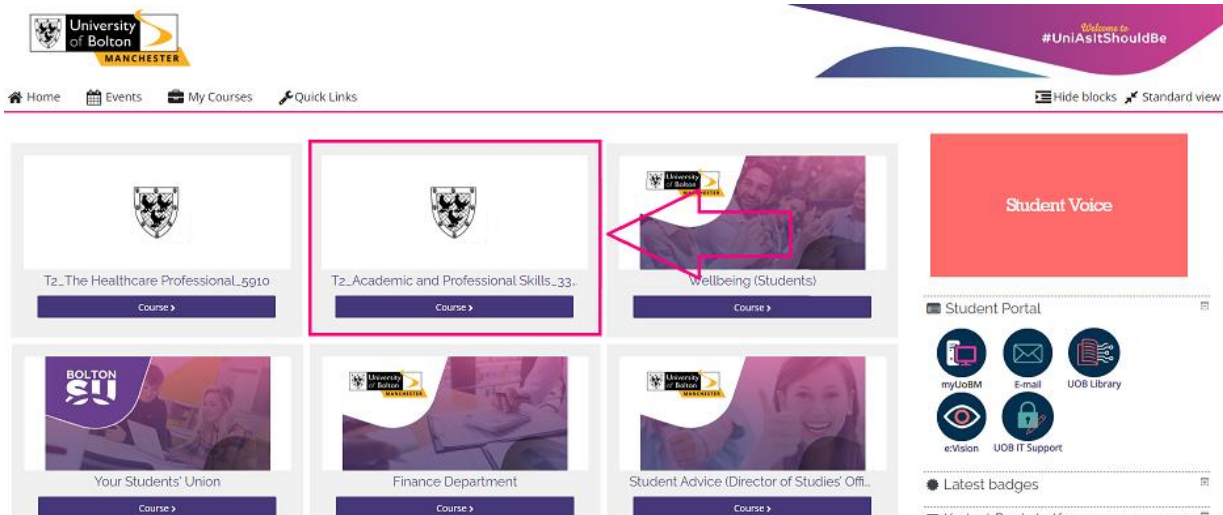 University
of Bolton
MANCHESTER
Welcome to
#UniAsItShouldBe
Home Events My Courses Quick Links
Hide blocks Standard view
T2_The Healthcare Professional_5910
Course
T2_Academic and Professional Skills_33...
Course
University
of Bolton
MANCHESTER
Wellbeing (Students)
Course
Student Voice
Student Portal
myUoBM E-mail UOB Library
e:Vision UOB IT Support
Latest badges
BOLTON
SU
Your Students' Union
Course
University
of Bolton
MANCHESTER
Finance Department
Course
University
of Bolton
MANCHESTER
Student Advice (Director of Studies' Offi...
Course